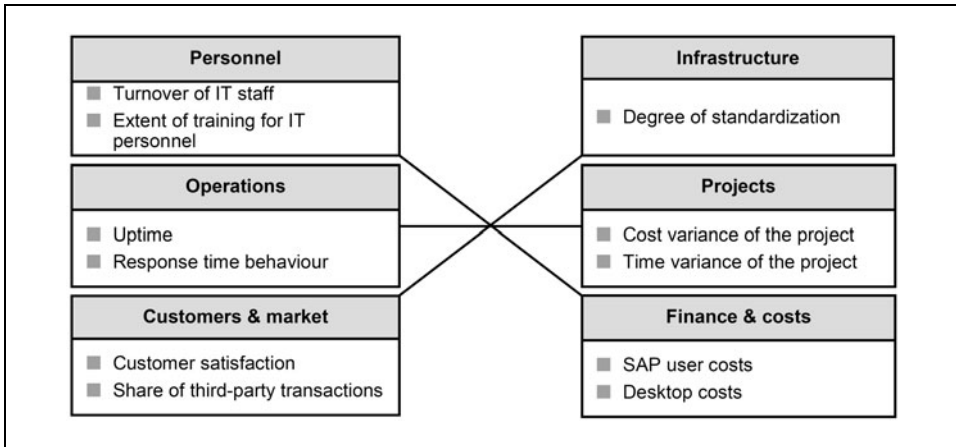 Personnel
Turnover of IT staff
Extent of training for IT
personnel
Operations
Uptime
Response time behaviour
Customers & market
Customer satisfaction
Share of third-party transactions
Infrastructure
Degree of standardization
Projects
Cost variance of the project
Time variance of the project
Finance & costs
SAP user costs
Desktop costs